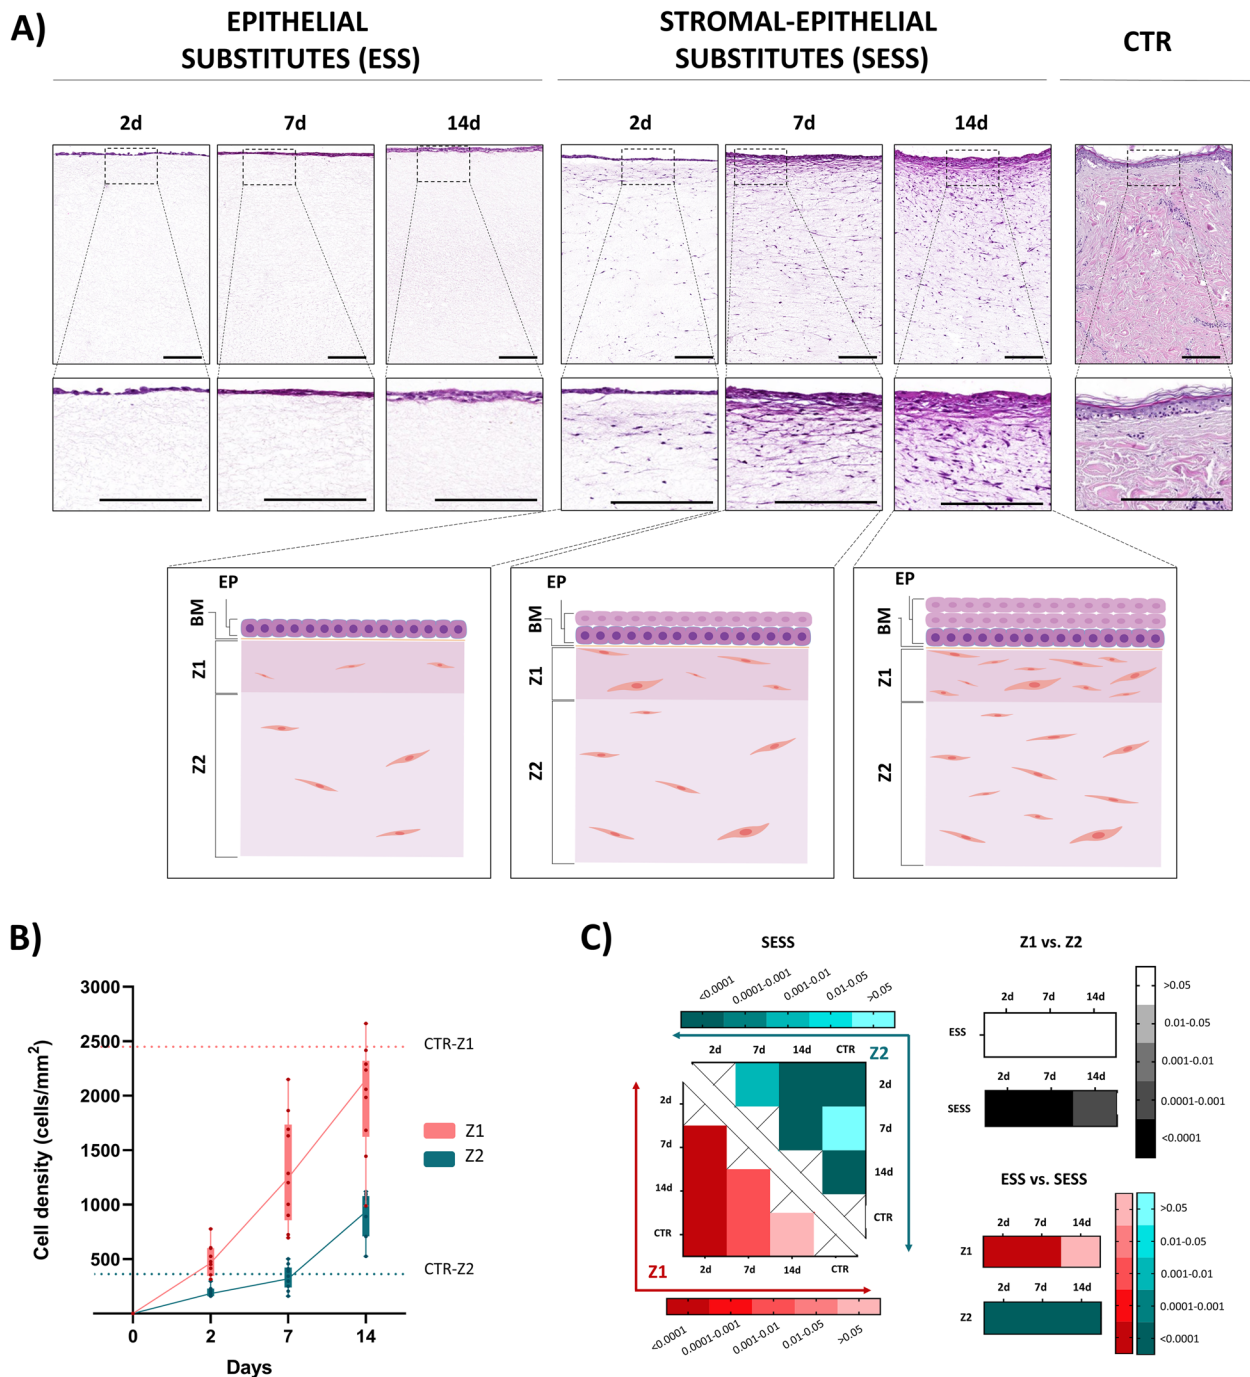 A)
EPITHELIAL
SUBSTITUTES (ESS)
STROMAL-EPITHELIAL
SUBSTITUTES (SESS)
CTR
2d 7d 14d 2d 7d 14d
EP
BM
Z1
Z2
EP
BM
Z1
Z2
EP
BM
Z1
Z2
B)
Cell density (cells/mm²)
3000
2500
2000
1500
1000
500
0 2 7 14
Days
CTR-Z1
Z1
Z2
CTR-Z2
C)
SESS
<0.0001 0.0001-0.001 0.001-0.01 0.01-0.05 >0.05
2d 7d 14d CTR
Z2
2d
7d
14d
CTR
2d
7d
14d
CTR
Z1
2d 7d 14d CTR
<0.0001 0.0001-0.001 0.001-0.01 0.01-0.05 >0.05
Z1 vs. Z2
2d 7d 14d
ESS
2d 7d 14d
SESS
>0.05
0.01-0.05
0.001-0.01
0.0001-0.001
<0.0001
ESS vs. SESS
2d 7d 14d
Z1
2d 7d 14d
Z2
>0.05
0.01-0.05
0.001-0.01
0.0001-0.001
<0.0001